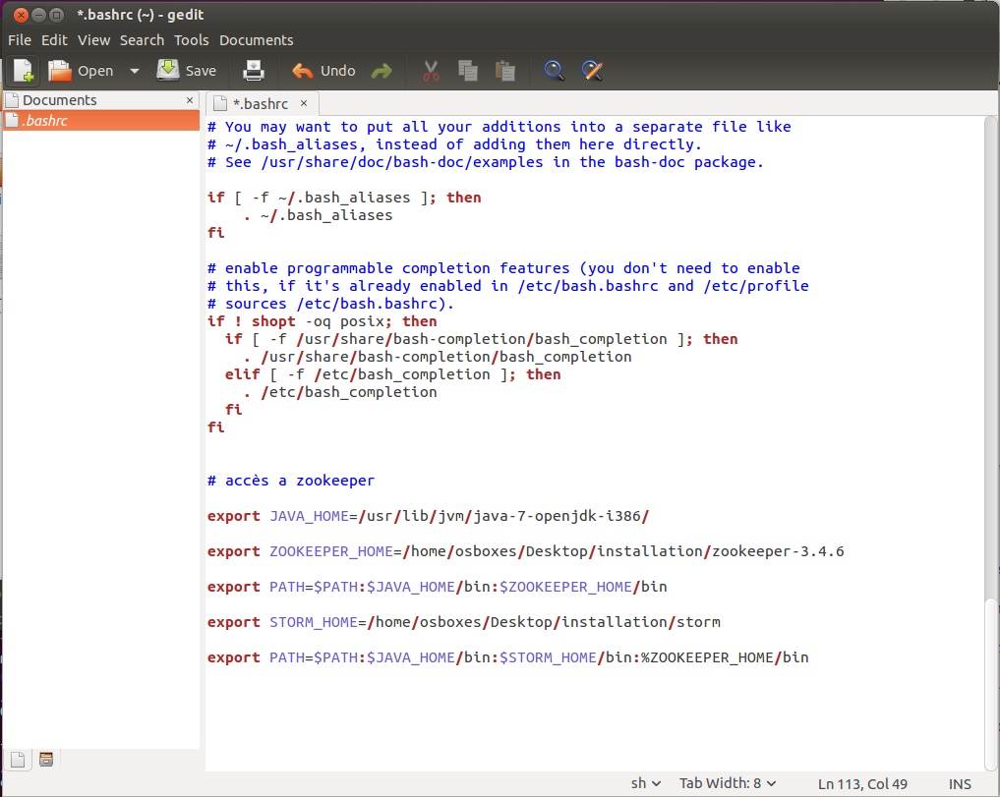 *.bashrc (~) - gedit
File Edit View Search Tools Documents
Open Save Undo
Documents ×
.bashrc
*.bashrc ×
# You may want to put all your additions into a separate file like
# ~/.bash_aliases, instead of adding them here directly.
# See /usr/share/doc/bash-doc/examples in the bash-doc package.
if [ -f ~/.bash_aliases ]; then
    . ~/.bash_aliases
fi
# enable programmable completion features (you don't need to enable
# this, if it's already enabled in /etc/bash.bashrc and /etc/profile
# sources /etc/bash.bashrc).
if ! shopt -oq posix; then
  if [ -f /usr/share/bash-completion/bash_completion ]; then
    . /usr/share/bash-completion/bash_completion
  elif [ -f /etc/bash_completion ]; then
    . /etc/bash_completion
  fi
fi
# accès a zookeeper
export JAVA_HOME=/usr/lib/jvm/java-7-openjdk-i386/
export ZOOKEEPER_HOME=/home/osboxes/Desktop/installation/zookeeper-3.4.6
export PATH=$PATH:$JAVA_HOME/bin:$ZOOKEEPER_HOME/bin
export STORM_HOME=/home/osboxes/Desktop/installation/storm
export PATH=$PATH:$JAVA_HOME/bin:$STORM_HOME/bin:%ZOOKEEPER_HOME/bin
sh Tab Width: 8 Ln 113, Col 49 INS